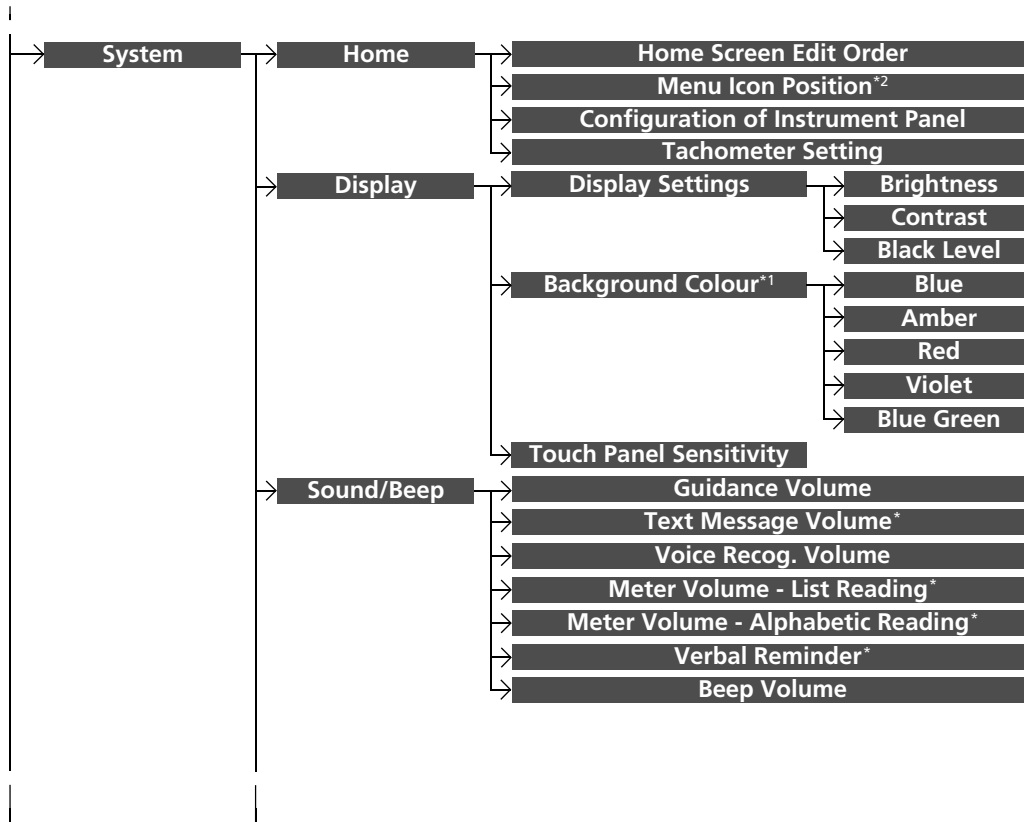 System
Home
Home Screen Edit Order
Menu Icon Position*2
Configuration of Instrument Panel
Tachometer Setting
Display
Display Settings
Brightness
Contrast
Black Level
Background Colour*1
Blue
Amber
Red
Violet
Blue Green
Touch Panel Sensitivity
Sound/Beep
Guidance Volume
Text Message Volume*
Voice Recog. Volume
Meter Volume - List Reading*
Meter Volume - Alphabetic Reading*
Verbal Reminder*
Beep Volume